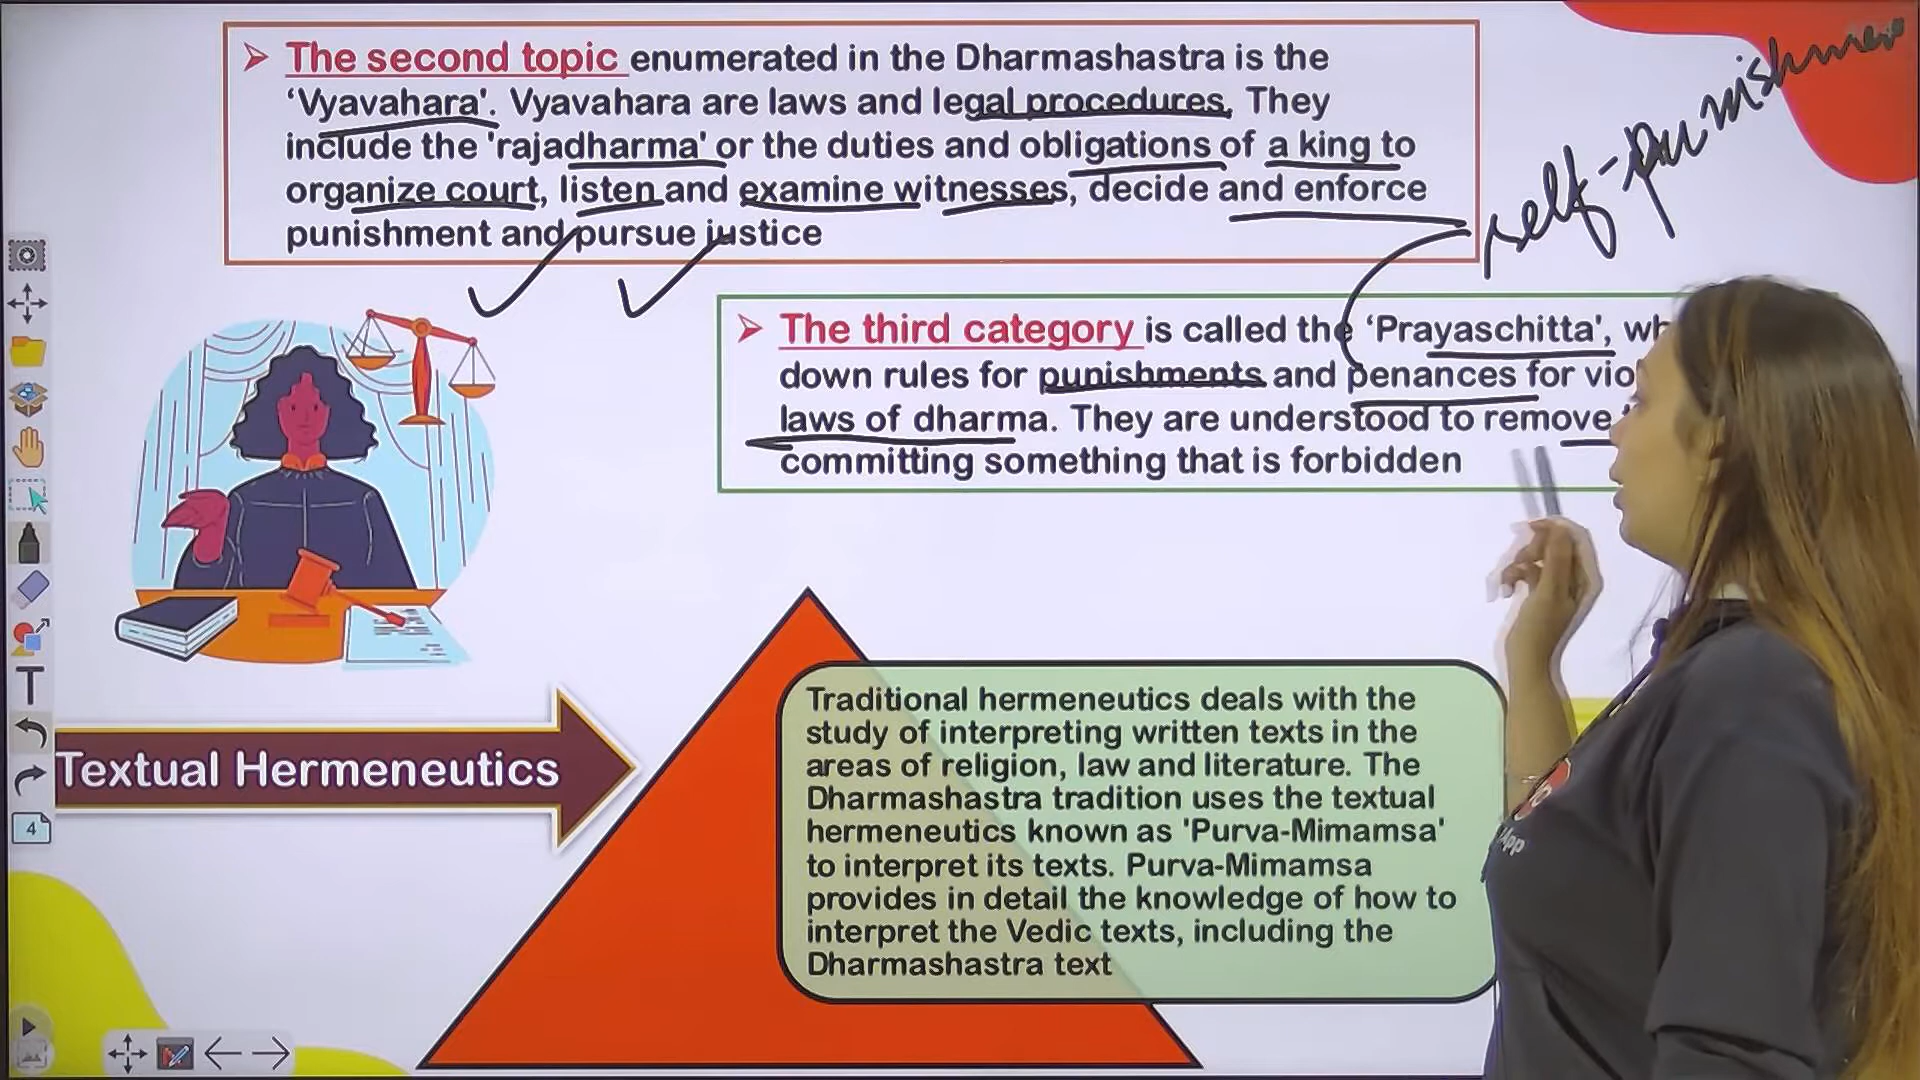 ➤ The second topic enumerated in the Dharmashastra is the
'Vyavahara'. Vyavahara are laws and legal procedures. They
include the 'rajadharma' or the duties and obligations of a king to
organize court, listen and examine witnesses, decide and enforce
punishment and pursue justice
self-punishment
➤ The third category is called the 'Prayaschitta',
down rules for punishments and penances for
laws of dharma. They are understood to remove
committing something that is forbidden
Textual Hermeneutics
Traditional hermeneutics deals with the
study of interpreting written texts in the
areas of religion, law and literature. The
Dharmashastra tradition uses the textual
hermeneutics known as 'Purva-Mimamsa'
to interpret its texts. Purva-Mimamsa
provides in detail the knowledge of how to
interpret the Vedic texts, including the
Dharmashastra text
T
4
App